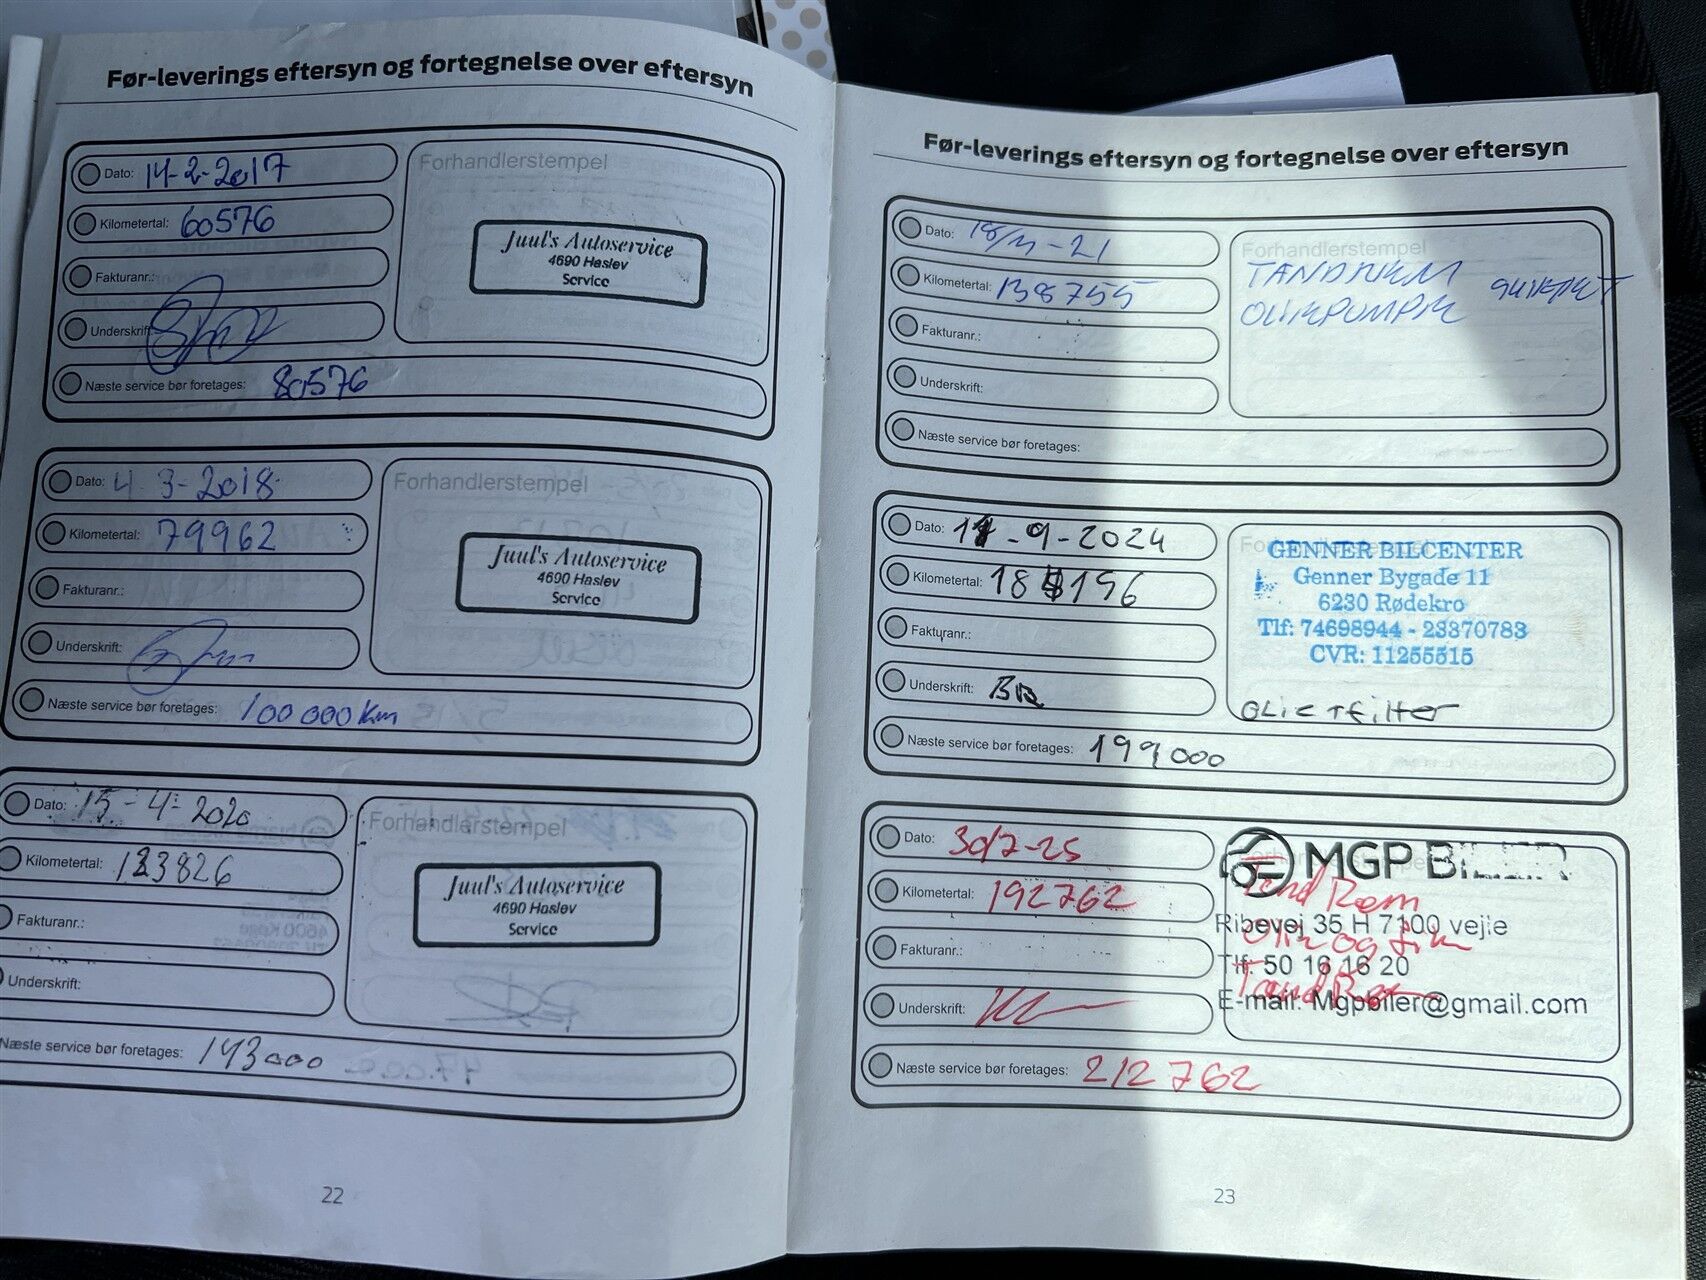 Før-leverings eftersyn og fortegnelse over eftersyn
Dato: 14-2-2017
Kilometertal: 60576
Fakturanr.:
Underskrift:
Næste service bør foretages: 80576
Forhandlerstempel
Juul's Autoservice
4690 Haslev
Service
Dato: 4-3-2018
Kilometertal: 79962
Fakturanr.:
Underskrift:
Næste service bør foretages: 100 000 km
Forhandlerstempel
Juul's Autoservice
4690 Haslev
Service
Dato: 15-4-2020
Kilometertal: 123826
Fakturanr.:
Underskrift:
Næste service bør foretages: 143000
Forhandlerstempel
Juul's Autoservice
4690 Haslev
Service
22
Før-leverings eftersyn og fortegnelse over eftersyn
Dato: 18/11-21
Kilometertal: 138755
Fakturanr.:
Underskrift:
Næste service bør foretages:
Forhandlerstempel
TANDREM
OLIEPUMPE
Dato: 11-9-2024
Kilometertal: 184196
Fakturanr.:
Underskrift:
Næste service bør foretages: 199000
GENNER BILCENTER
Genner Bygade 11
6230 Rødekro
Tlf: 74698944 - 23370783
CVR: 11255515
OLIE + filter
Dato: 30/7-25
Kilometertal: 192762
Fakturanr.:
Underskrift:
Næste service bør foretages: 212762
MGP BILER
Tand Rem
Ribevej 35 H 7100 vejle
Tlf: 50 16 16 20
E-mail: Mgpbiler@gmail.com
23